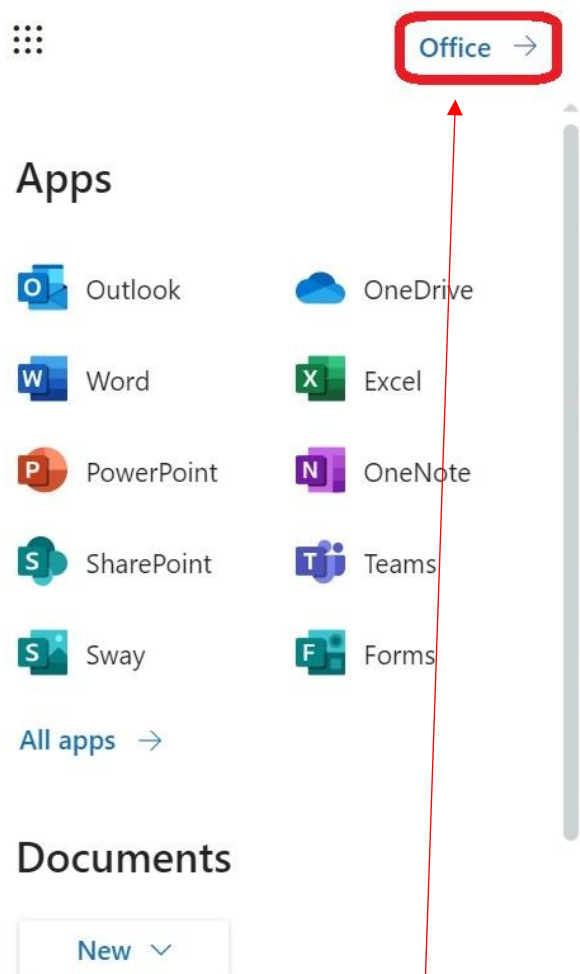 Office →
Apps
Outlook OneDrive
Word Excel
PowerPoint OneNote
SharePoint Teams
Sway Forms
All apps →
Documents
New